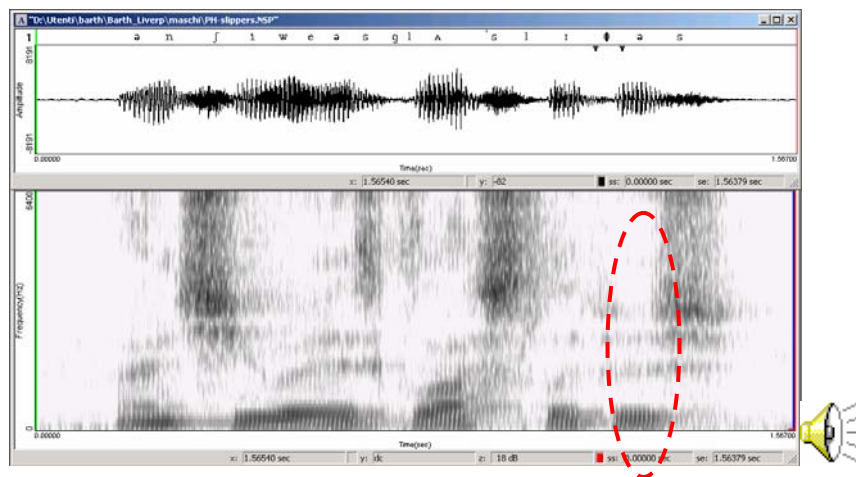 A "D:\Utenti\barth\Barth_Liverp\maschi\PH-slippers.NSP"
1 ə n ʃ i w e ə s g l ʌ ˈs l ɪ ɸ ə s
8191
Amplitude
-8191
0.00000 Time(sec) 1.56700
x: 1.56540 sec y: -82 ss: 0.00000 sec se: 1.56379 sec
6400
Frequency(Hz)
0
0.00000 Time(sec) 1.56700
x: 1.56540 sec y: dc z: 18 dB ss: 0.00000 sec se: 1.56379 sec